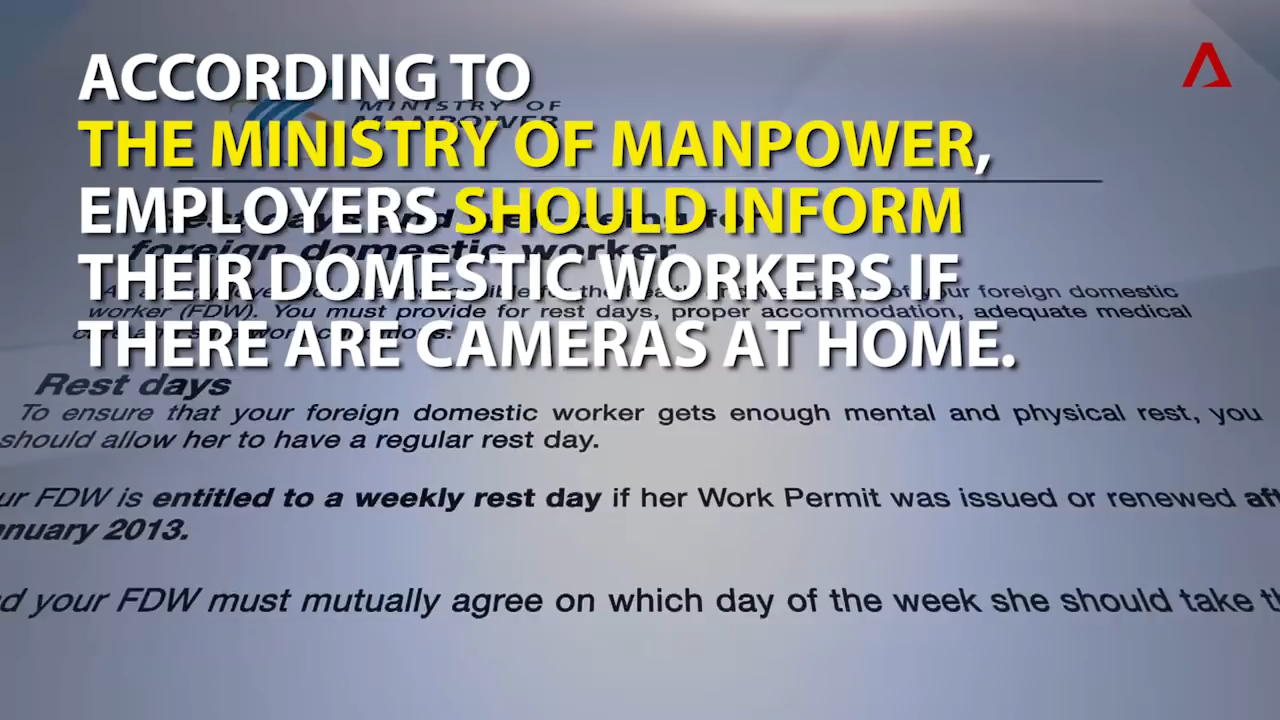 ACCORDING TO
THE MINISTRY OF MANPOWER,
EMPLOYERS SHOULD INFORM
THEIR DOMESTIC WORKERS IF
THERE ARE CAMERAS AT HOME.
MINISTRY OF
MANPOWER
foreign domestic worker
your foreign domestic
worker (FDW). You must provide for rest days, proper accommodation, adequate medical
Rest days
To ensure that your foreign domestic worker gets enough mental and physical rest, you
should allow her to have a regular rest day.
FDW is entitled to a weekly rest day if her Work Permit was issued or renewed
2013.
your FDW must mutually agree on which day of the week she should take